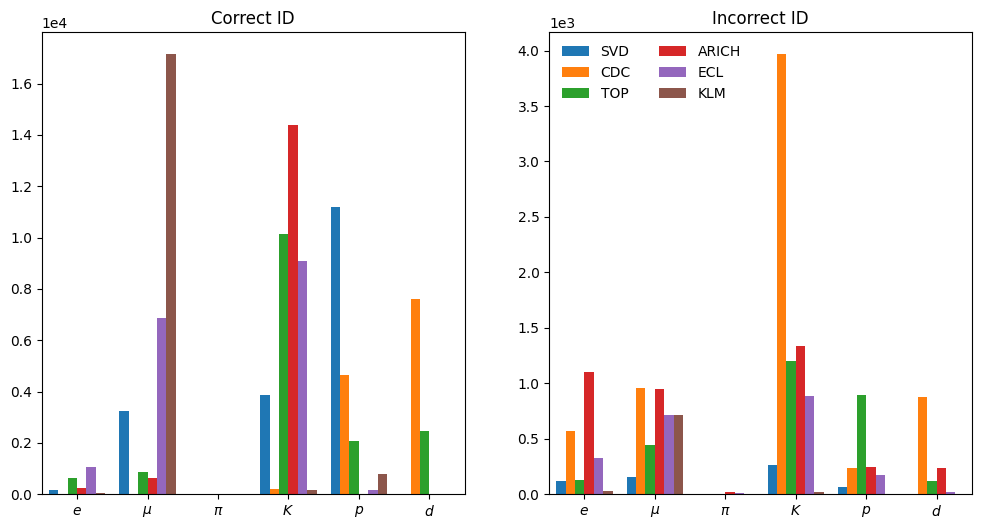 Correct ID
1e4
1.6
1.4
1.2
1.0
0.8
0.6
0.4
0.2
0.0
e
μ
π
K
p
d
Incorrect ID
1e3
4.0
3.5
3.0
2.5
2.0
1.5
1.0
0.5
0.0
SVD
CDC
TOP
ARICH
ECL
KLM
e
μ
π
K
p
d